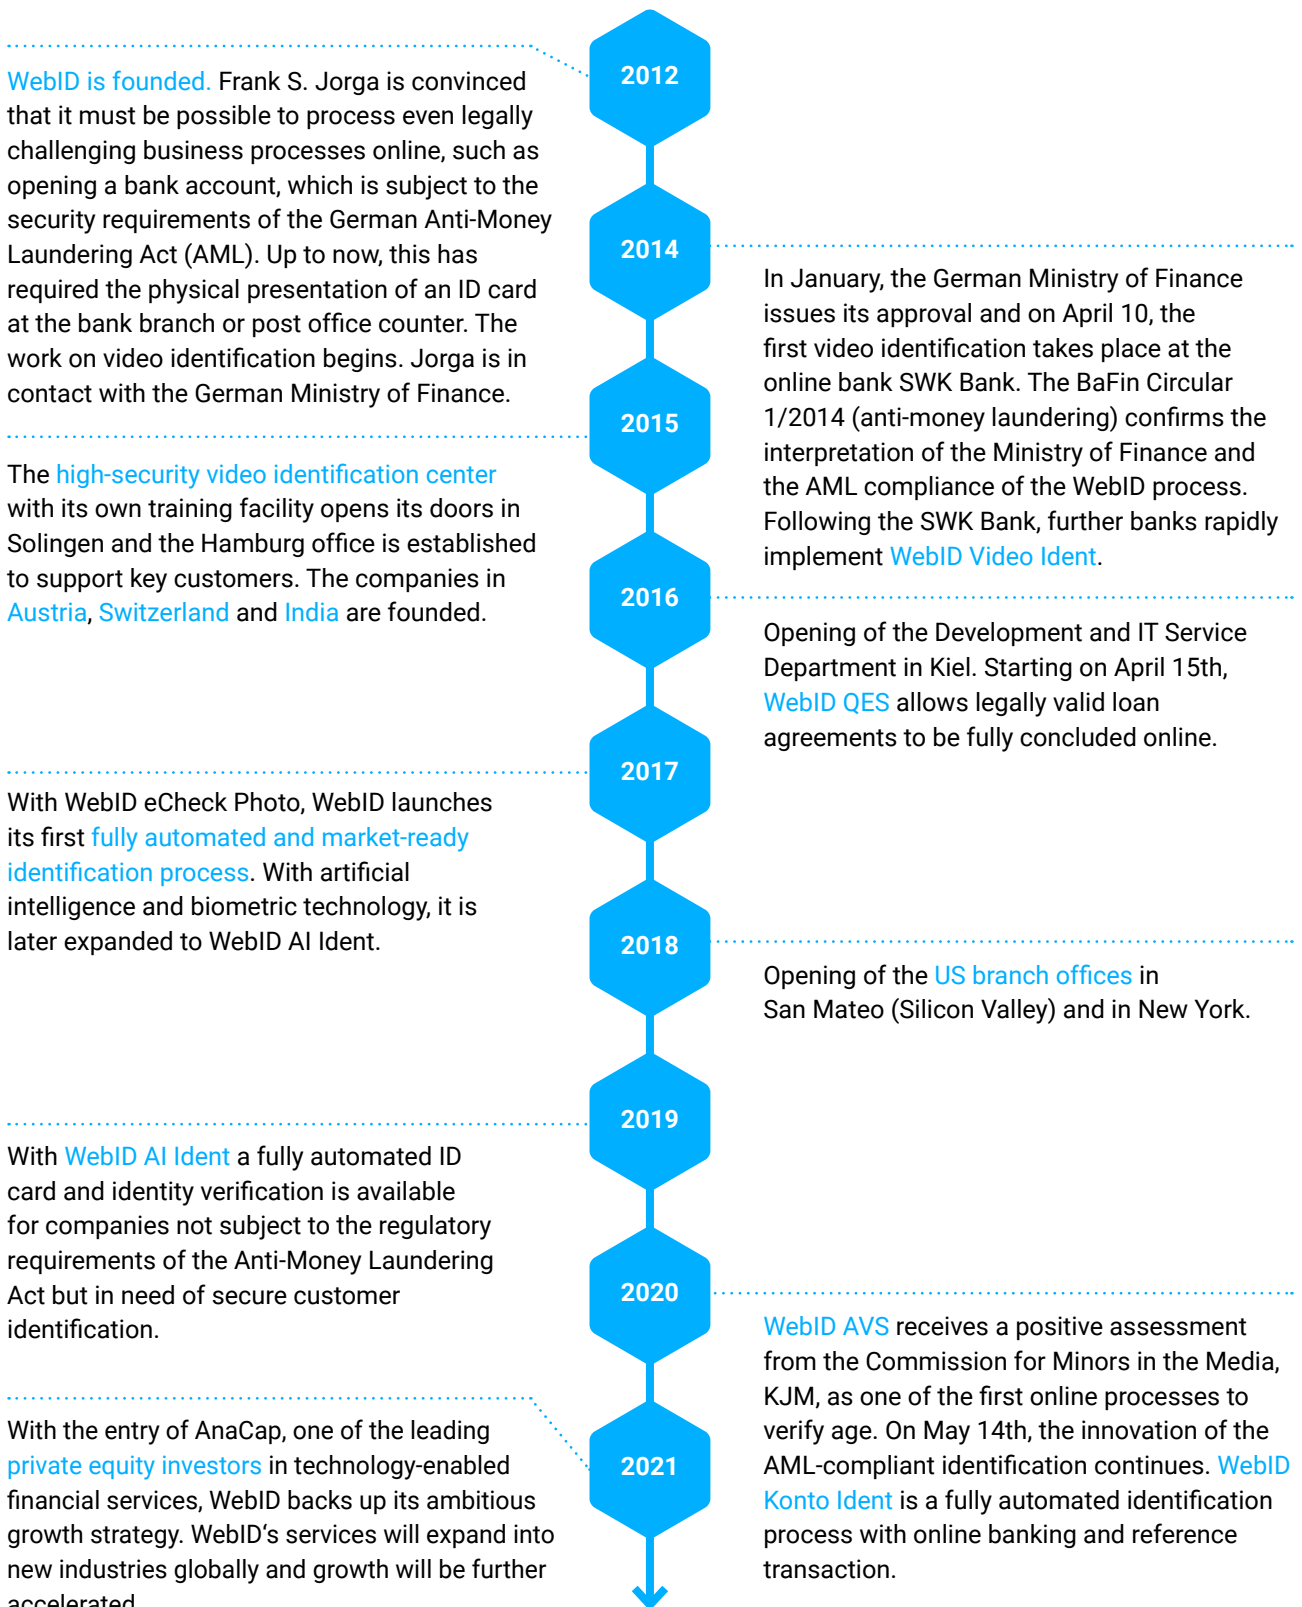 2012
WebID is founded. Frank S. Jorga is convinced
that it must be possible to process even legally
challenging business processes online, such as
opening a bank account, which is subject to the
security requirements of the German Anti-Money
Laundering Act (AML). Up to now, this has
required the physical presentation of an ID card
at the bank branch or post office counter. The
work on video identification begins. Jorga is in
contact with the German Ministry of Finance.
2014
In January, the German Ministry of Finance
issues its approval and on April 10, the
first video identification takes place at the
online bank SWK Bank. The BaFin Circular
1/2014 (anti-money laundering) confirms the
interpretation of the Ministry of Finance and
the AML compliance of the WebID process.
Following the SWK Bank, further banks rapidly
implement WebID Video Ident.
2015
The high-security video identification center
with its own training facility opens its doors in
Solingen and the Hamburg office is established
to support key customers. The companies in
Austria, Switzerland and India are founded.
2016
Opening of the Development and IT Service
Department in Kiel. Starting on April 15th,
WebID QES allows legally valid loan
agreements to be fully concluded online.
2017
With WebID eCheck Photo, WebID launches
its first fully automated and market-ready
identification process. With artificial
intelligence and biometric technology, it is
later expanded to WebID AI Ident.
2018
Opening of the US branch offices in
San Mateo (Silicon Valley) and in New York.
2019
With WebID AI Ident a fully automated ID
card and identity verification is available
for companies not subject to the regulatory
requirements of the Anti-Money Laundering
Act but in need of secure customer
identification.
2020
WebID AVS receives a positive assessment
from the Commission for Minors in the Media,
KJM, as one of the first online processes to
verify age. On May 14th, the innovation of the
AML-compliant identification continues. WebID
Konto Ident is a fully automated identification
process with online banking and reference
transaction.
2021
With the entry of AnaCap, one of the leading
private equity investors in technology-enabled
financial services, WebID backs up its ambitious
growth strategy. WebID‘s services will expand into
new industries globally and growth will be further
accelerated